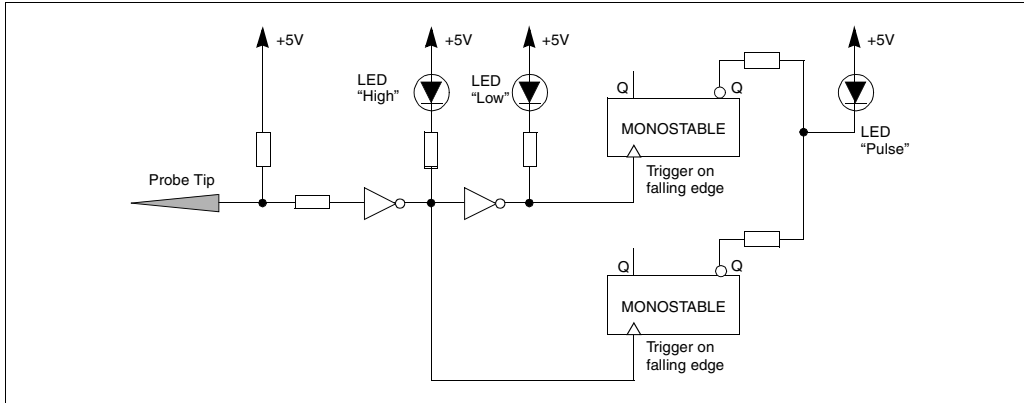 +5V
+5V
+5V
+5V
LED
“High”
LED
“Low”
Q
Q
MONOSTABLE
LED
“Pulse”
Trigger on
falling edge
Probe Tip
Q
Q
MONOSTABLE
Trigger on
falling edge